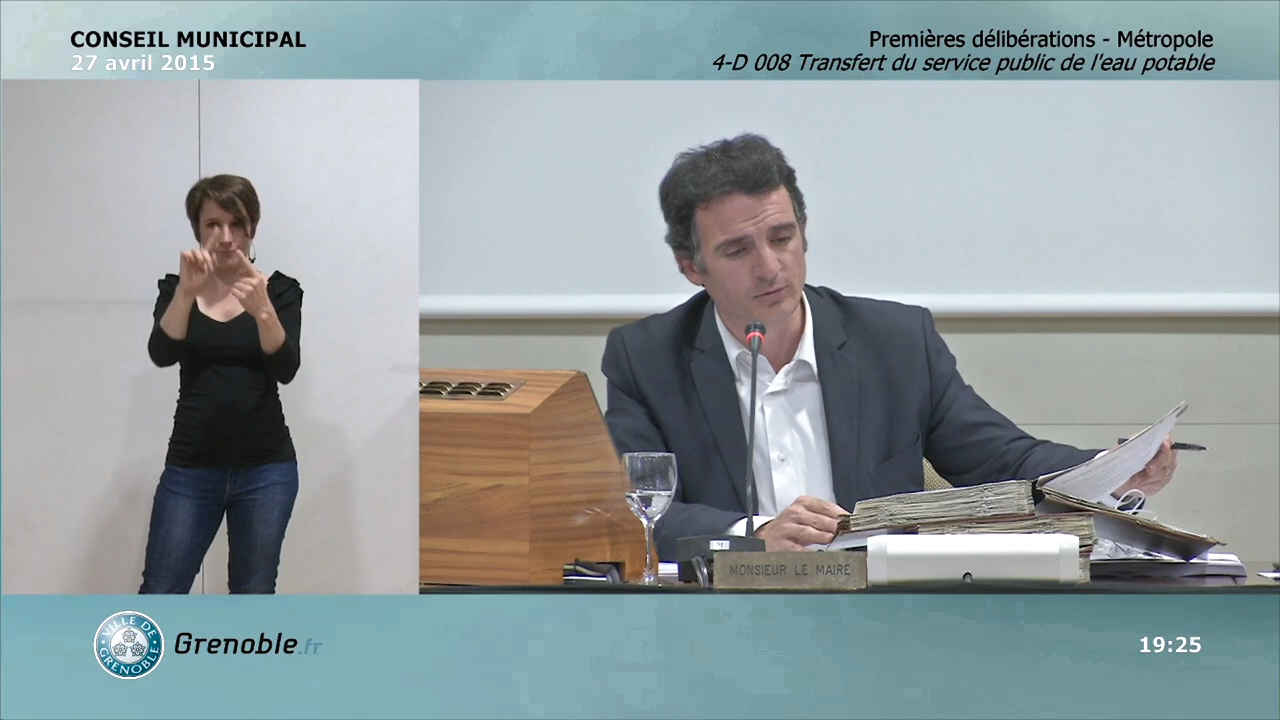 CONSEIL MUNICIPAL
27 avril 2015
Premières délibérations - Métropole
4-D 008 Transfert du service public de l'eau potable
MONSIEUR LE MAIRE
VILLE DE GRENOBLE
Grenoble.fr
19:25